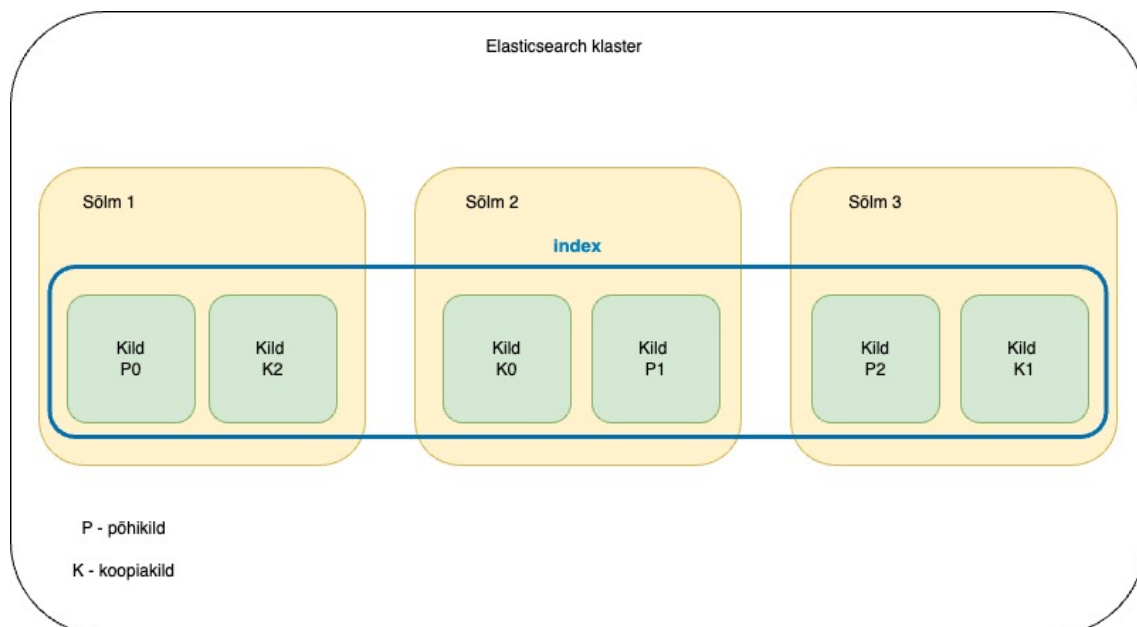 Elasticsearch klaster
Sõlm 1
Sõlm 2
Sõlm 3
index
Kild
P0
Kild
K2
Kild
K0
Kild
P1
Kild
P2
Kild
K1
P - põhikild
K - koopiakild